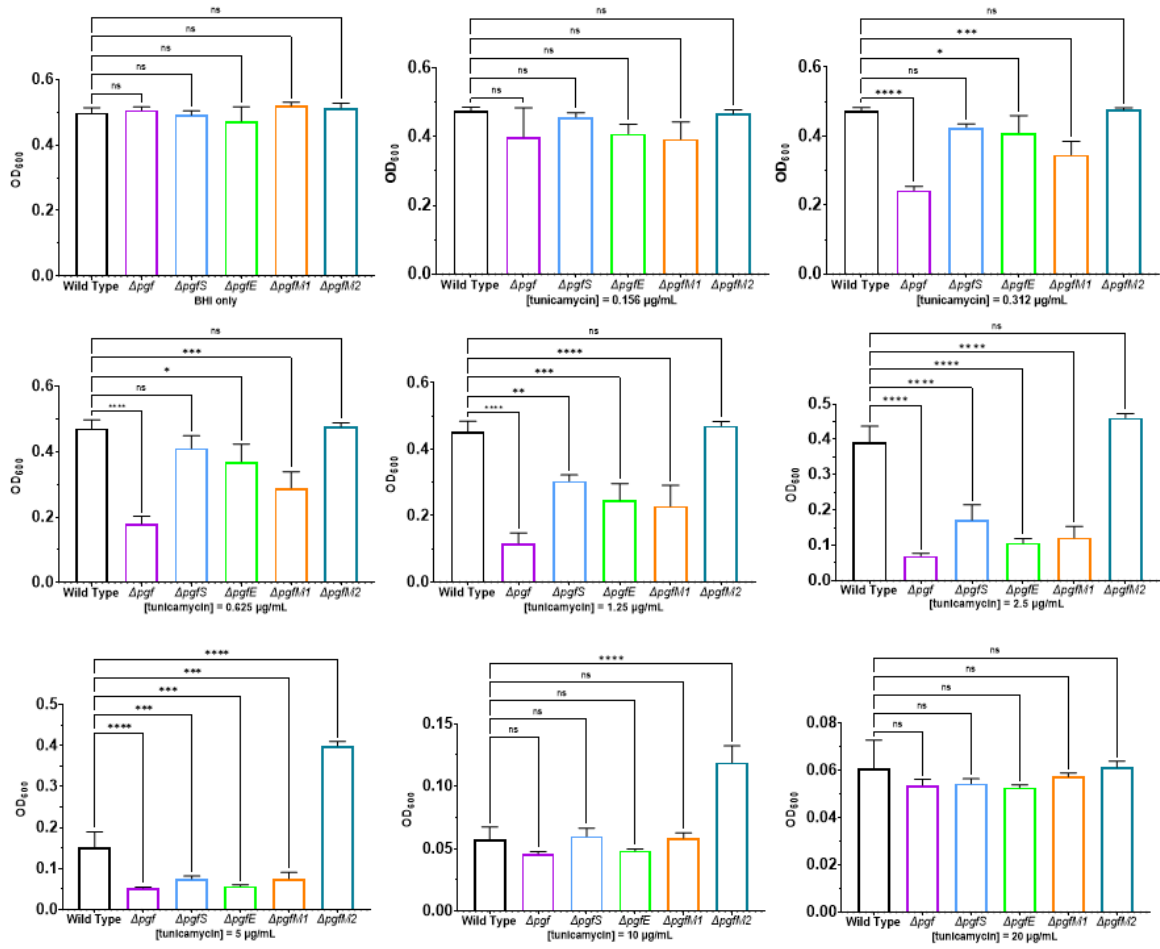 ns
ns
ns
ns
ns
0.6
0.4
0.2
0.0
OD600
Wild Type Δpgf ΔpgfS ΔpgfE ΔpgfM1 ΔpgfM2
BHI only
ns
ns
ns
ns
ns
0.6
0.4
0.2
0.0
OD600
Wild Type Δpgf ΔpgfS ΔpgfE ΔpgfM1 ΔpgfM2
[tunicamycin] = 0.156 µg/mL
ns
***
*
ns
****
0.6
0.4
0.2
0.0
OD600
Wild Type Δpgf ΔpgfS ΔpgfE ΔpgfM1 ΔpgfM2
[tunicamycin] = 0.312 µg/mL
ns
***
*
ns
****
0.6
0.4
0.2
0.0
OD600
Wild Type Δpgf ΔpgfS ΔpgfE ΔpgfM1 ΔpgfM2
[tunicamycin] = 0.625 µg/mL
ns
****
***
**
****
0.6
0.4
0.2
0.0
OD600
Wild Type Δpgf ΔpgfS ΔpgfE ΔpgfM1 ΔpgfM2
[tunicamycin] = 1.25 µg/mL
ns
****
****
****
****
0.5
0.4
0.3
0.2
0.1
0.0
OD600
Wild Type Δpgf ΔpgfS ΔpgfE ΔpgfM1 ΔpgfM2
[tunicamycin] = 2.5 µg/mL
****
***
***
***
****
0.5
0.4
0.3
0.2
0.1
0.0
OD600
Wild Type Δpgf ΔpgfS ΔpgfE ΔpgfM1 ΔpgfM2
[tunicamycin] = 5 µg/mL
****
ns
ns
ns
ns
0.15
0.10
0.05
0.00
OD600
Wild Type Δpgf ΔpgfS ΔpgfE ΔpgfM1 ΔpgfM2
[tunicamycin] = 10 µg/mL
ns
ns
ns
ns
ns
0.08
0.06
0.04
0.02
0.00
OD600
Wild Type Δpgf ΔpgfS ΔpgfE ΔpgfM1 ΔpgfM2
[tunicamycin] = 20 µg/mL